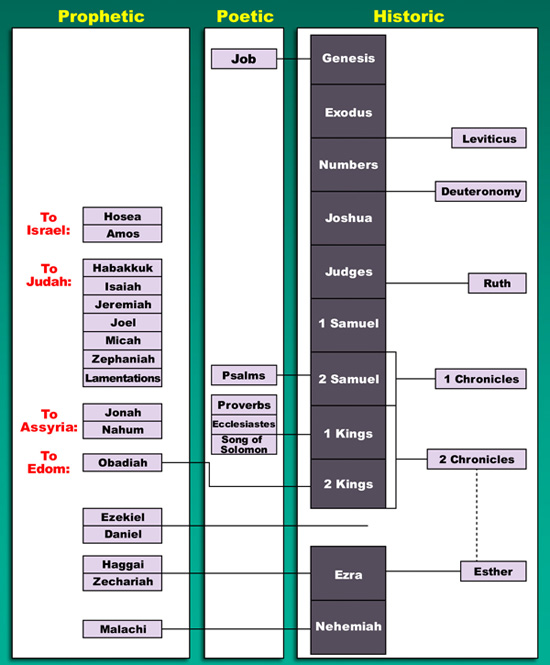 Prophetic
Poetic
Historic
To
Israel:
Hosea
Amos
To
Judah:
Habakkuk
Isaiah
Jeremiah
Joel
Micah
Zephaniah
Lamentations
To
Assyria:
Jonah
Nahum
To
Edom:
Obadiah
Ezekiel
Daniel
Haggai
Zechariah
Malachi
Job
Psalms
Proverbs
Ecclesiastes
Song of
Solomon
Genesis
Exodus
Numbers
Joshua
Judges
1 Samuel
2 Samuel
1 Kings
2 Kings
Ezra
Nehemiah
Leviticus
Deuteronomy
Ruth
1 Chronicles
2 Chronicles
Esther